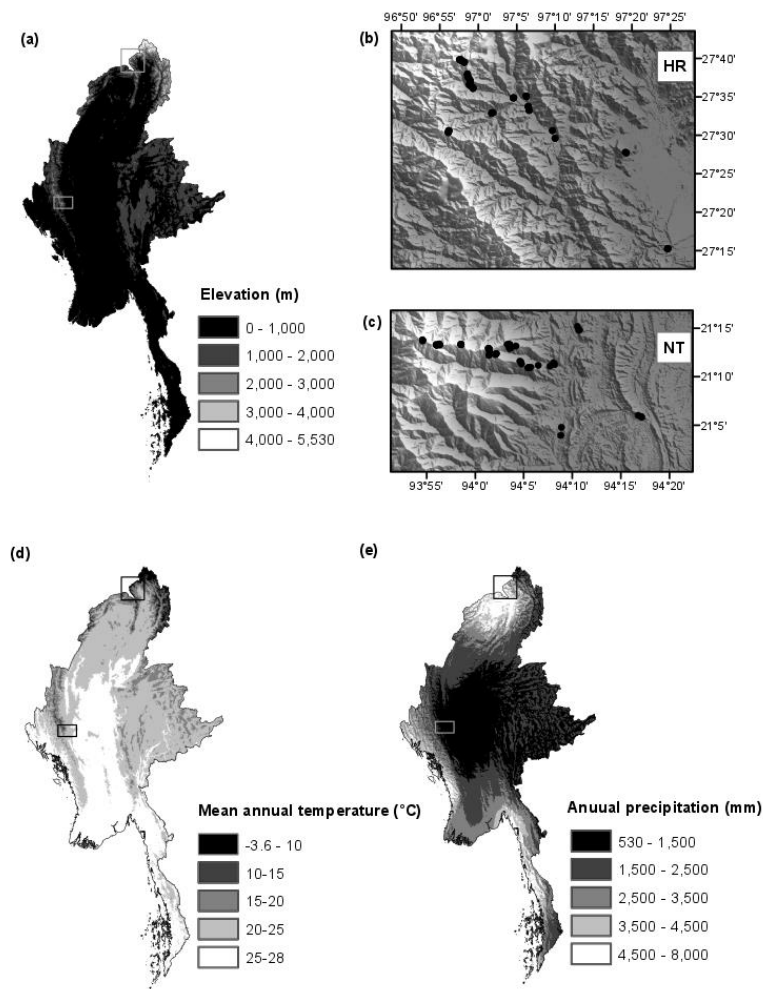 (a)
Elevation (m)
0 - 1,000
1,000 - 2,000
2,000 - 3,000
3,000 - 4,000
4,000 - 5,530
(b)
96°50' 96°55' 97°0' 97°5' 97°10' 97°20' 97°25'
HR
27°40'
27°35'
27°30'
27°25'
27°20'
27°15'
(c)
NT
21°15'
21°10'
21°5'
93°55' 94°0' 94°5' 94°10' 94°15' 94°20'
(d)
Mean annual temperature (°C)
-3.6 - 10
10-15
15-20
20-25
25-28
(e)
Anuual precipitation (mm)
530 - 1,500
1,500 - 2,500
2,500 - 3,500
3,500 - 4,500
4,500 - 8,000